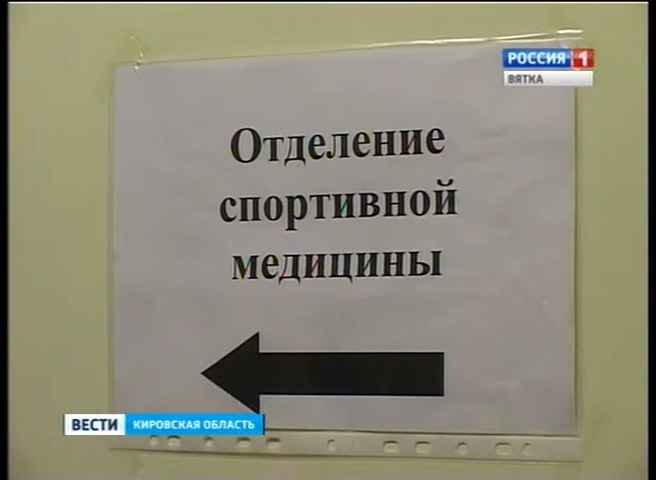 РОССИЯ 1
ВЯТКА
Отделение
спортивной
медицины
ВЕСТИ КИРОВСКАЯ ОБЛАСТЬ